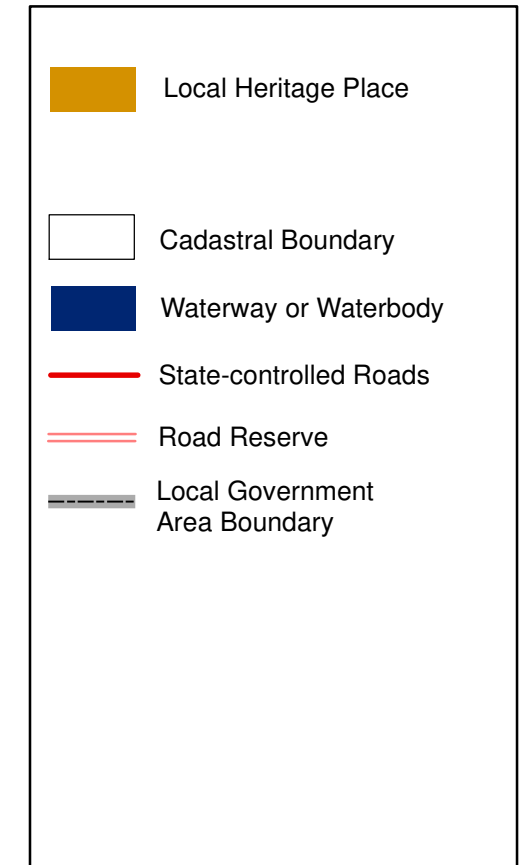 Local Heritage Place
Cadastral Boundary
Waterway or Waterbody
State-controlled Roads
Road Reserve
Local Government
Area Boundary